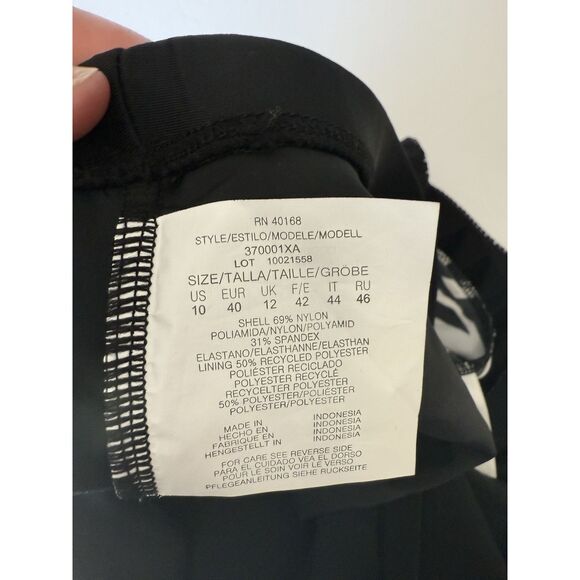 RN 40168
STYLE/ESTILO/MODELE/MODELL
370001XA
LOT 10021558
SIZE/TALLA/TAILLE/GRÖBE
US EUR UK F/E IT RU
10 40 12 42 44 46
SHELL 69% NYLON
POLIAMIDA/NYLON/POLYAMID
31% SPANDEX
ELASTANO/ELASTHANNE/ELASTHAN
LINING 50% RECYCLED POLYESTER
POLIÉSTER RECICLADO
POLYESTER RECYCLÉ
RECYCELTER POLYESTER
50% POLYESTER/POLIÉSTER
POLYESTER/POLYESTER
MADE IN INDONESIA
HECHO EN INDONESIA
FABRIQUE EN INDONESIE
HENGESTELLT IN INDONESIA
FOR CARE SEE REVERSE SIDE
PARA EL CUIDADO VEA EL DORSO
POUR LE SOIN VOIR LE VERSO
PFLEGEANLEITUNG SIEHE RUCKSEITE